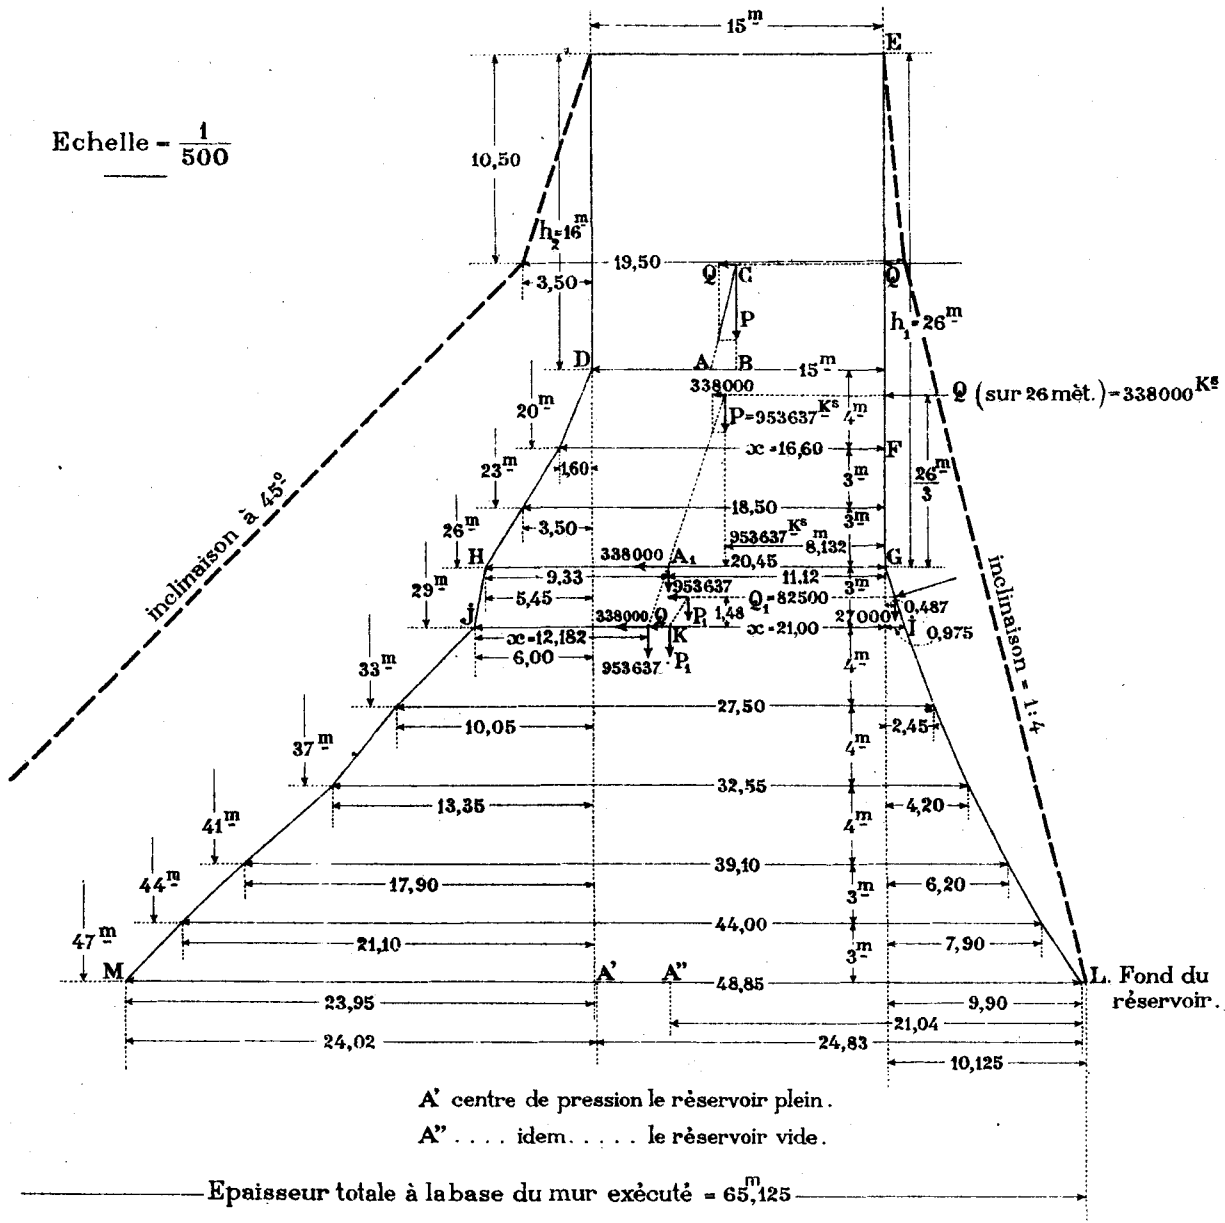 15m
E
Echelle = 1/500
10,50
h2=16m
19,50
Q C
Q
3,50
h1=26m
P
D
A B
15m
338000
Q (sur 26 mèt.)=338000Ks
20m
P=953637Ks
4m
x=16,60
F
23m
1,60
3m
26m/3
18,50
inclinaison à 45°
26m
3,50
3m
953637Ks
8,132m
H
338000
A1
20,45
G
9,33
11,12
953637
3m
29m
5,45
Q1=82500
0,487
inclinaison = 1:4
J
338000
Q
P1
1,48
27000
x=21,00
i
0,975
x=12,182
K
6,00
953637
P1
33m
4m
27,50
10,05
2,45
37m
4m
32,55
13,35
4,20
41m
4m
39,10
17,90
6,20
44m
3m
44,00
21,10
7,90
47m
3m
M
A'
A"
48,85
L. Fond du
réservoir.
23,95
9,90
21,04
24,02
24,83
10,125
A' centre de pression le réservoir plein.
A" .... idem..... le réservoir vide.
Epaisseur totale à la base du mur exécuté = 65m,125